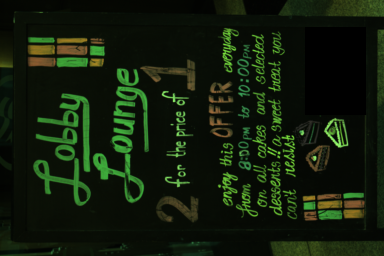 Lobby
Lounge
2 for the price of 1
enjoy this OFFER everyday
from 8:00PM to 10:00PM
on all cakes and selected
desserts!! a sweet treat you
can't resist